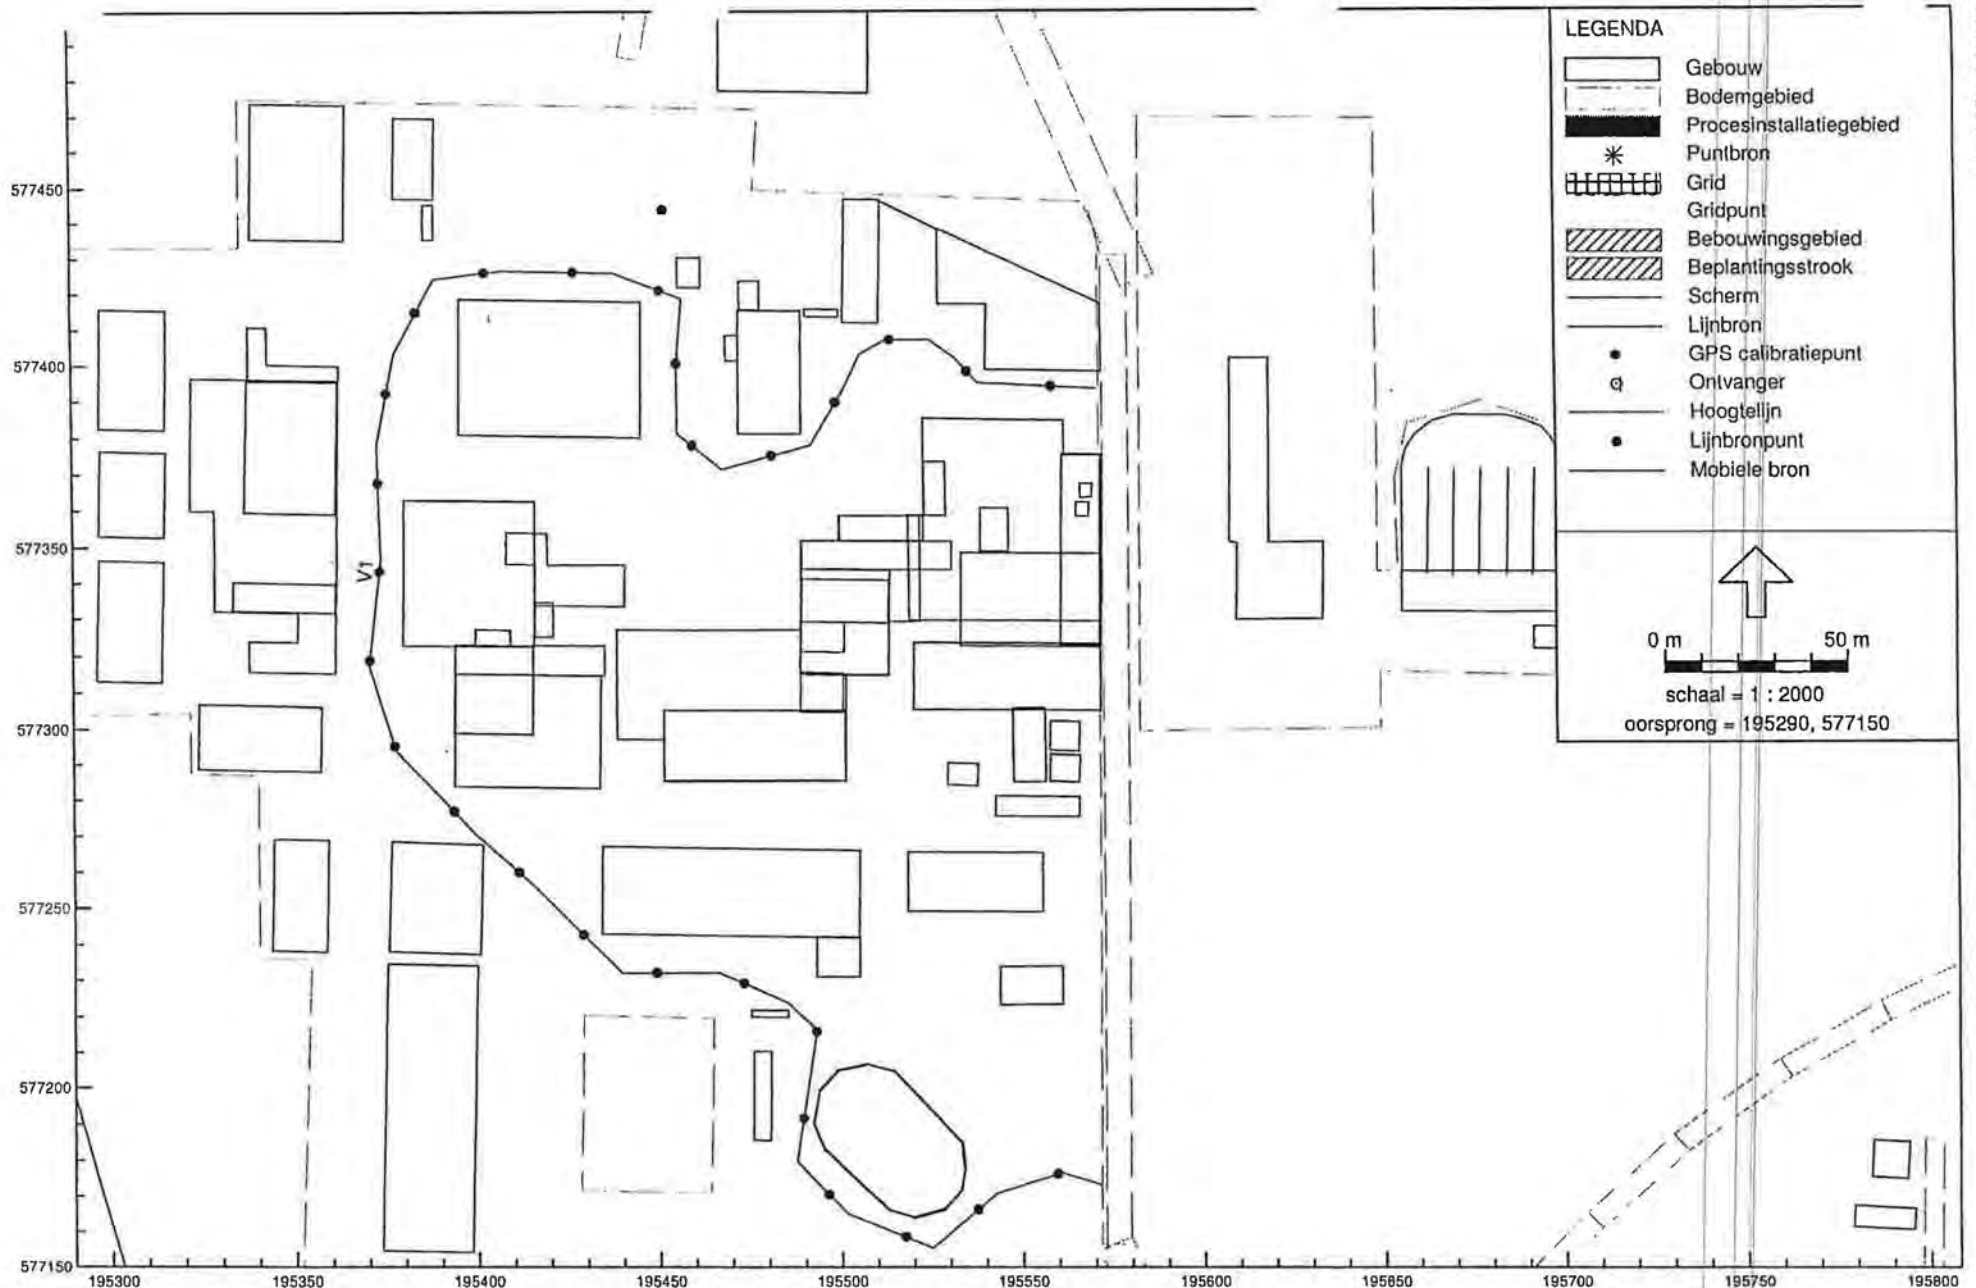 LEGENDA
Gebouw
Bodemgebied
Procesinstallatiegebied
Puntbron
Grid
Gridpunt
Bebouwingsgebied
Beplantingsstrook
Scherm
Lijnbron
GPS calibratiepunt
Ontvanger
Hoogtelijn
Lijnbronpunt
Mobiele bron
0 m 50 m
schaal = 1 : 2000
oorsprong = 195290, 577150
577450
577400
577350
577300
577250
577200
577150
V1
195300 195350 195400 195450 195500 195550 195600 195650 195700 195750 195800